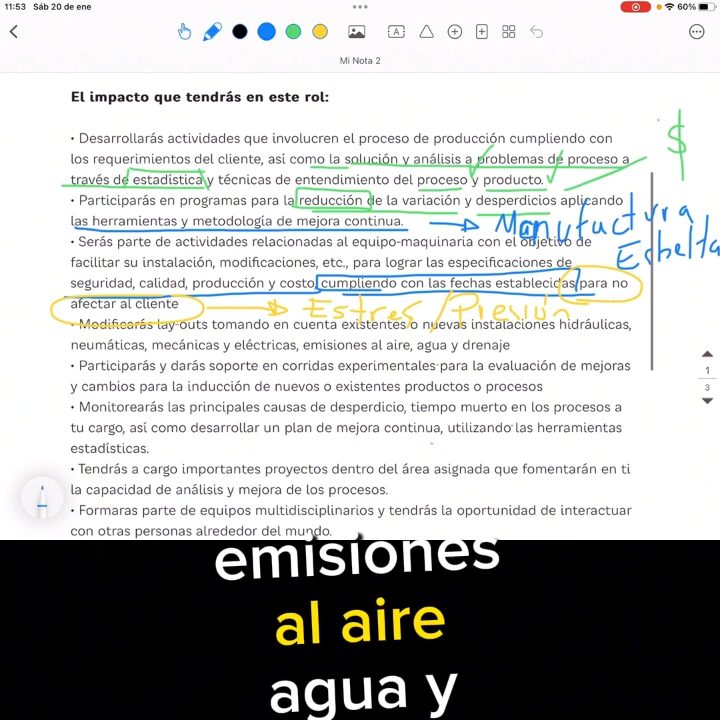 11:53 Sáb 20 de ene
60%
Mi Nota 2
El impacto que tendrás en este rol:
$
• Desarrollarás actividades que involucren el proceso de producción cumpliendo con
los requerimientos del cliente, así como la solución y análisis a problemas de proceso a
través de estadística y técnicas de entendimiento del proceso y producto.
• Participarás en programas para la reducción de la variación y desperdicios aplicando
las herramientas y metodología de mejora continua.
Manufactura
Esbelta
• Serás parte de actividades relacionadas al equipo-maquinaria con el objetivo de
facilitar su instalación, modificaciones, etc., para lograr las especificaciones de
seguridad, calidad, producción y costo, cumpliendo con las fechas establecidas para no
afectar al cliente
Estres/Presión
• Modificarás lay-outs tomando en cuenta existentes o nuevas instalaciones hidráulicas,
neumáticas, mecánicas y eléctricas, emisiones al aire, agua y drenaje
• Participarás y darás soporte en corridas experimentales para la evaluación de mejoras
y cambios para la inducción de nuevos o existentes productos o procesos
• Monitorearás las principales causas de desperdicio, tiempo muerto en los procesos a
tu cargo, así como desarrollar un plan de mejora continua, utilizando las herramientas
estadísticas.
• Tendrás a cargo importantes proyectos dentro del área asignada que fomentarán en ti
la capacidad de análisis y mejora de los procesos.
• Formaras parte de equipos multidisciplinarios y tendrás la oportunidad de interactuar
con otras personas alrededor del mundo.
1
3
emisiones
al aire
agua y